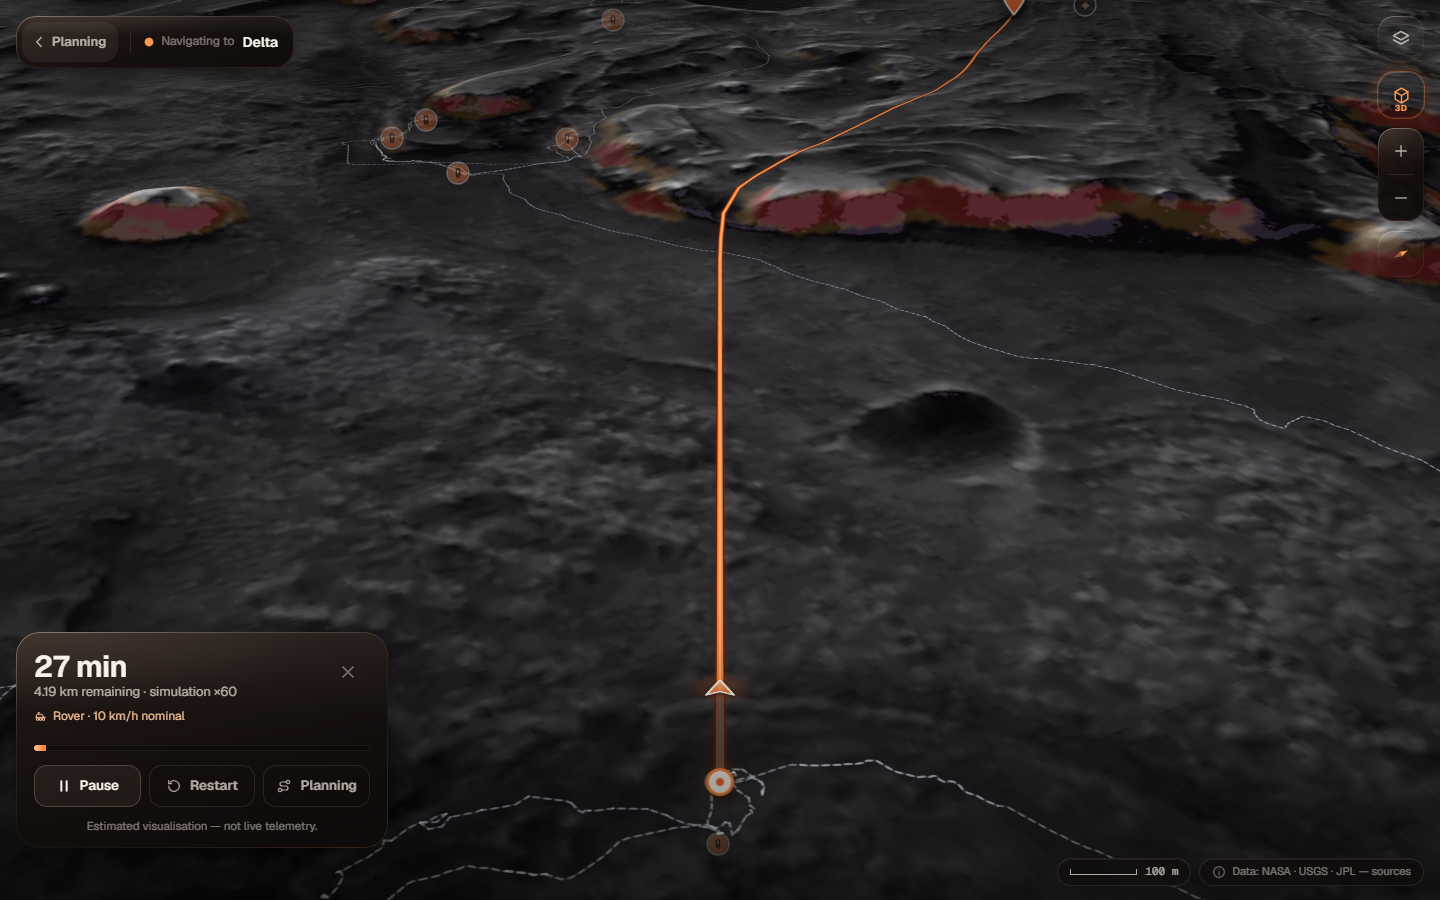 Planning
Navigating to Delta
3D
27 min
4.19 km remaining · simulation ×60
Rover · 10 km/h nominal
Pause
Restart
Planning
Estimated visualisation — not live telemetry.
100 m
Data: NASA · USGS · JPL — sources